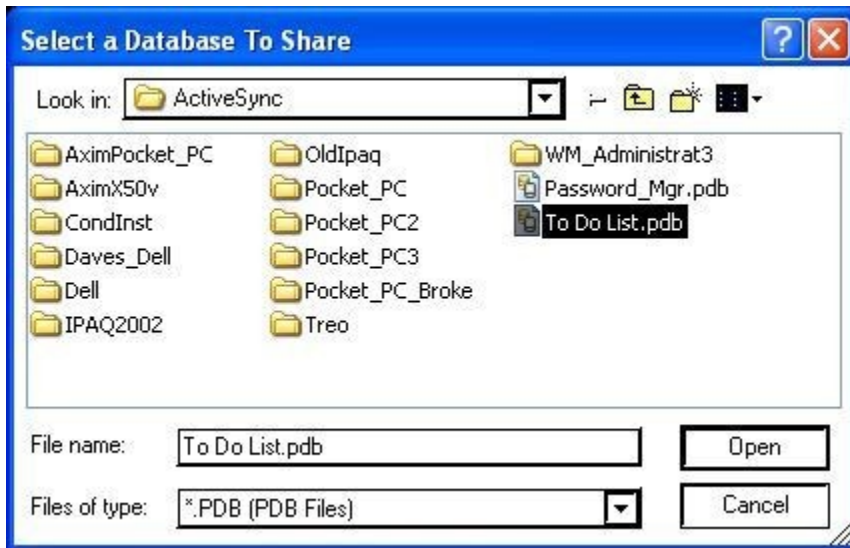 Select a Database To Share
Look in: ActiveSync
AximPocket_PC OldIpaq WM_Administrat3
AximX50v Pocket_PC Password_Mgr.pdb
CondInst Pocket_PC2 To Do List.pdb
Daves_Dell Pocket_PC3
Dell Pocket_PC_Broke
IPAQ2002 Treo
File name: To Do List.pdb Open
Files of type: *.PDB (PDB Files) Cancel